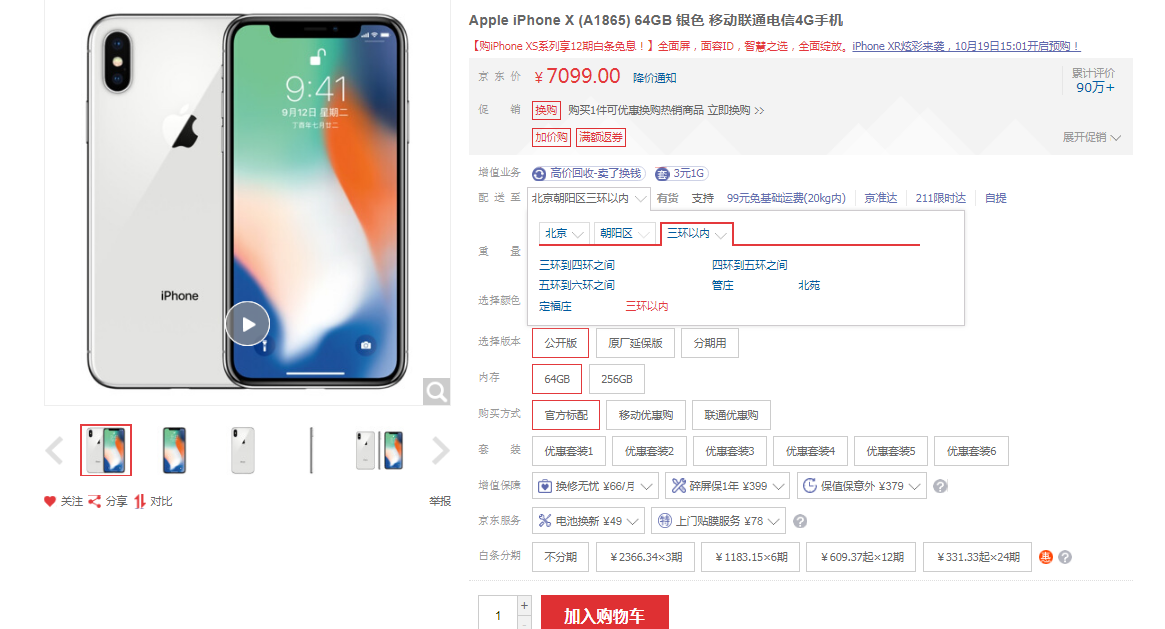 Apple iPhone X (A1865) 64GB 银色 移动联通电信4G手机
【购iPhone XS系列享12期白条免息！】全面屏，面容ID，智慧之选，全面绽放。iPhone XR炫彩来袭，10月19日15:01开启预购！
京东价 ￥7099.00 降价通知
累计评价
90万+
促销 换购 购买1件可优惠换购热销商品 立即换购 >>
加价购 满额返券
展开促销
增值业务 高价回收-卖了换钱 套 3元1G
配送至 北京朝阳区三环以内 有货 支持 99元免基础运费(20kg内) 京准达 211限时达 自提
北京 朝阳区 三环以内
重量
三环到四环之间 四环到五环之间
五环到六环之间 管庄 北苑
选择颜色
定福庄 三环以内
选择版本 公开版 原厂延保版 分期用
内存 64GB 256GB
购买方式 官方标配 移动优惠购 联通优惠购
套装 优惠套装1 优惠套装2 优惠套装3 优惠套装4 优惠套装5 优惠套装6
增值保障 换修无忧 ¥66/月 碎屏保1年 ¥399 保值保意外 ¥379 ?
京东服务 电池换新 ¥49 上门贴膜服务 ¥78 ?
白条分期 不分期 ￥2366.34×3期 ￥1183.15×6期 ￥609.37起×12期 ￥331.33起×24期 惠 ?
1 + - 加入购物车
9:41
9月12日 星期二
丁酉年七月廿二
iPhone
关注 分享 对比 举报